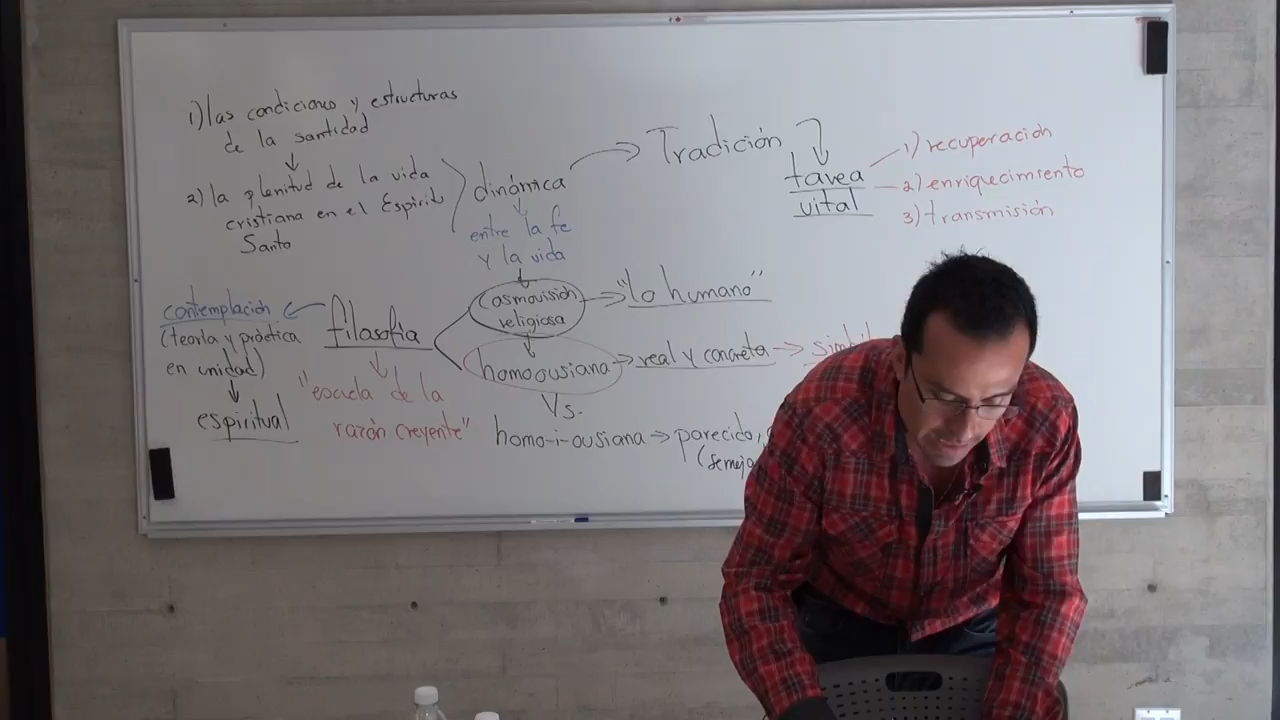 1) las condiciones y estructuras
de la santidad
2) la plenitud de la vida
cristiana en el Espíritu
Santo
dinámica
entre la fe
y la vida
Tradición
tarea
vital
1) recuperación
2) enriquecimiento
3) transmisión
contemplación
(teoría y práctica
en unidad)
espiritual
filosofía
"escuela de la
razón creyente"
Cosmovisión
religiosa
"lo humano"
homoousiana
real y concreta
Vs.
homo-i-ousiana
parecido,